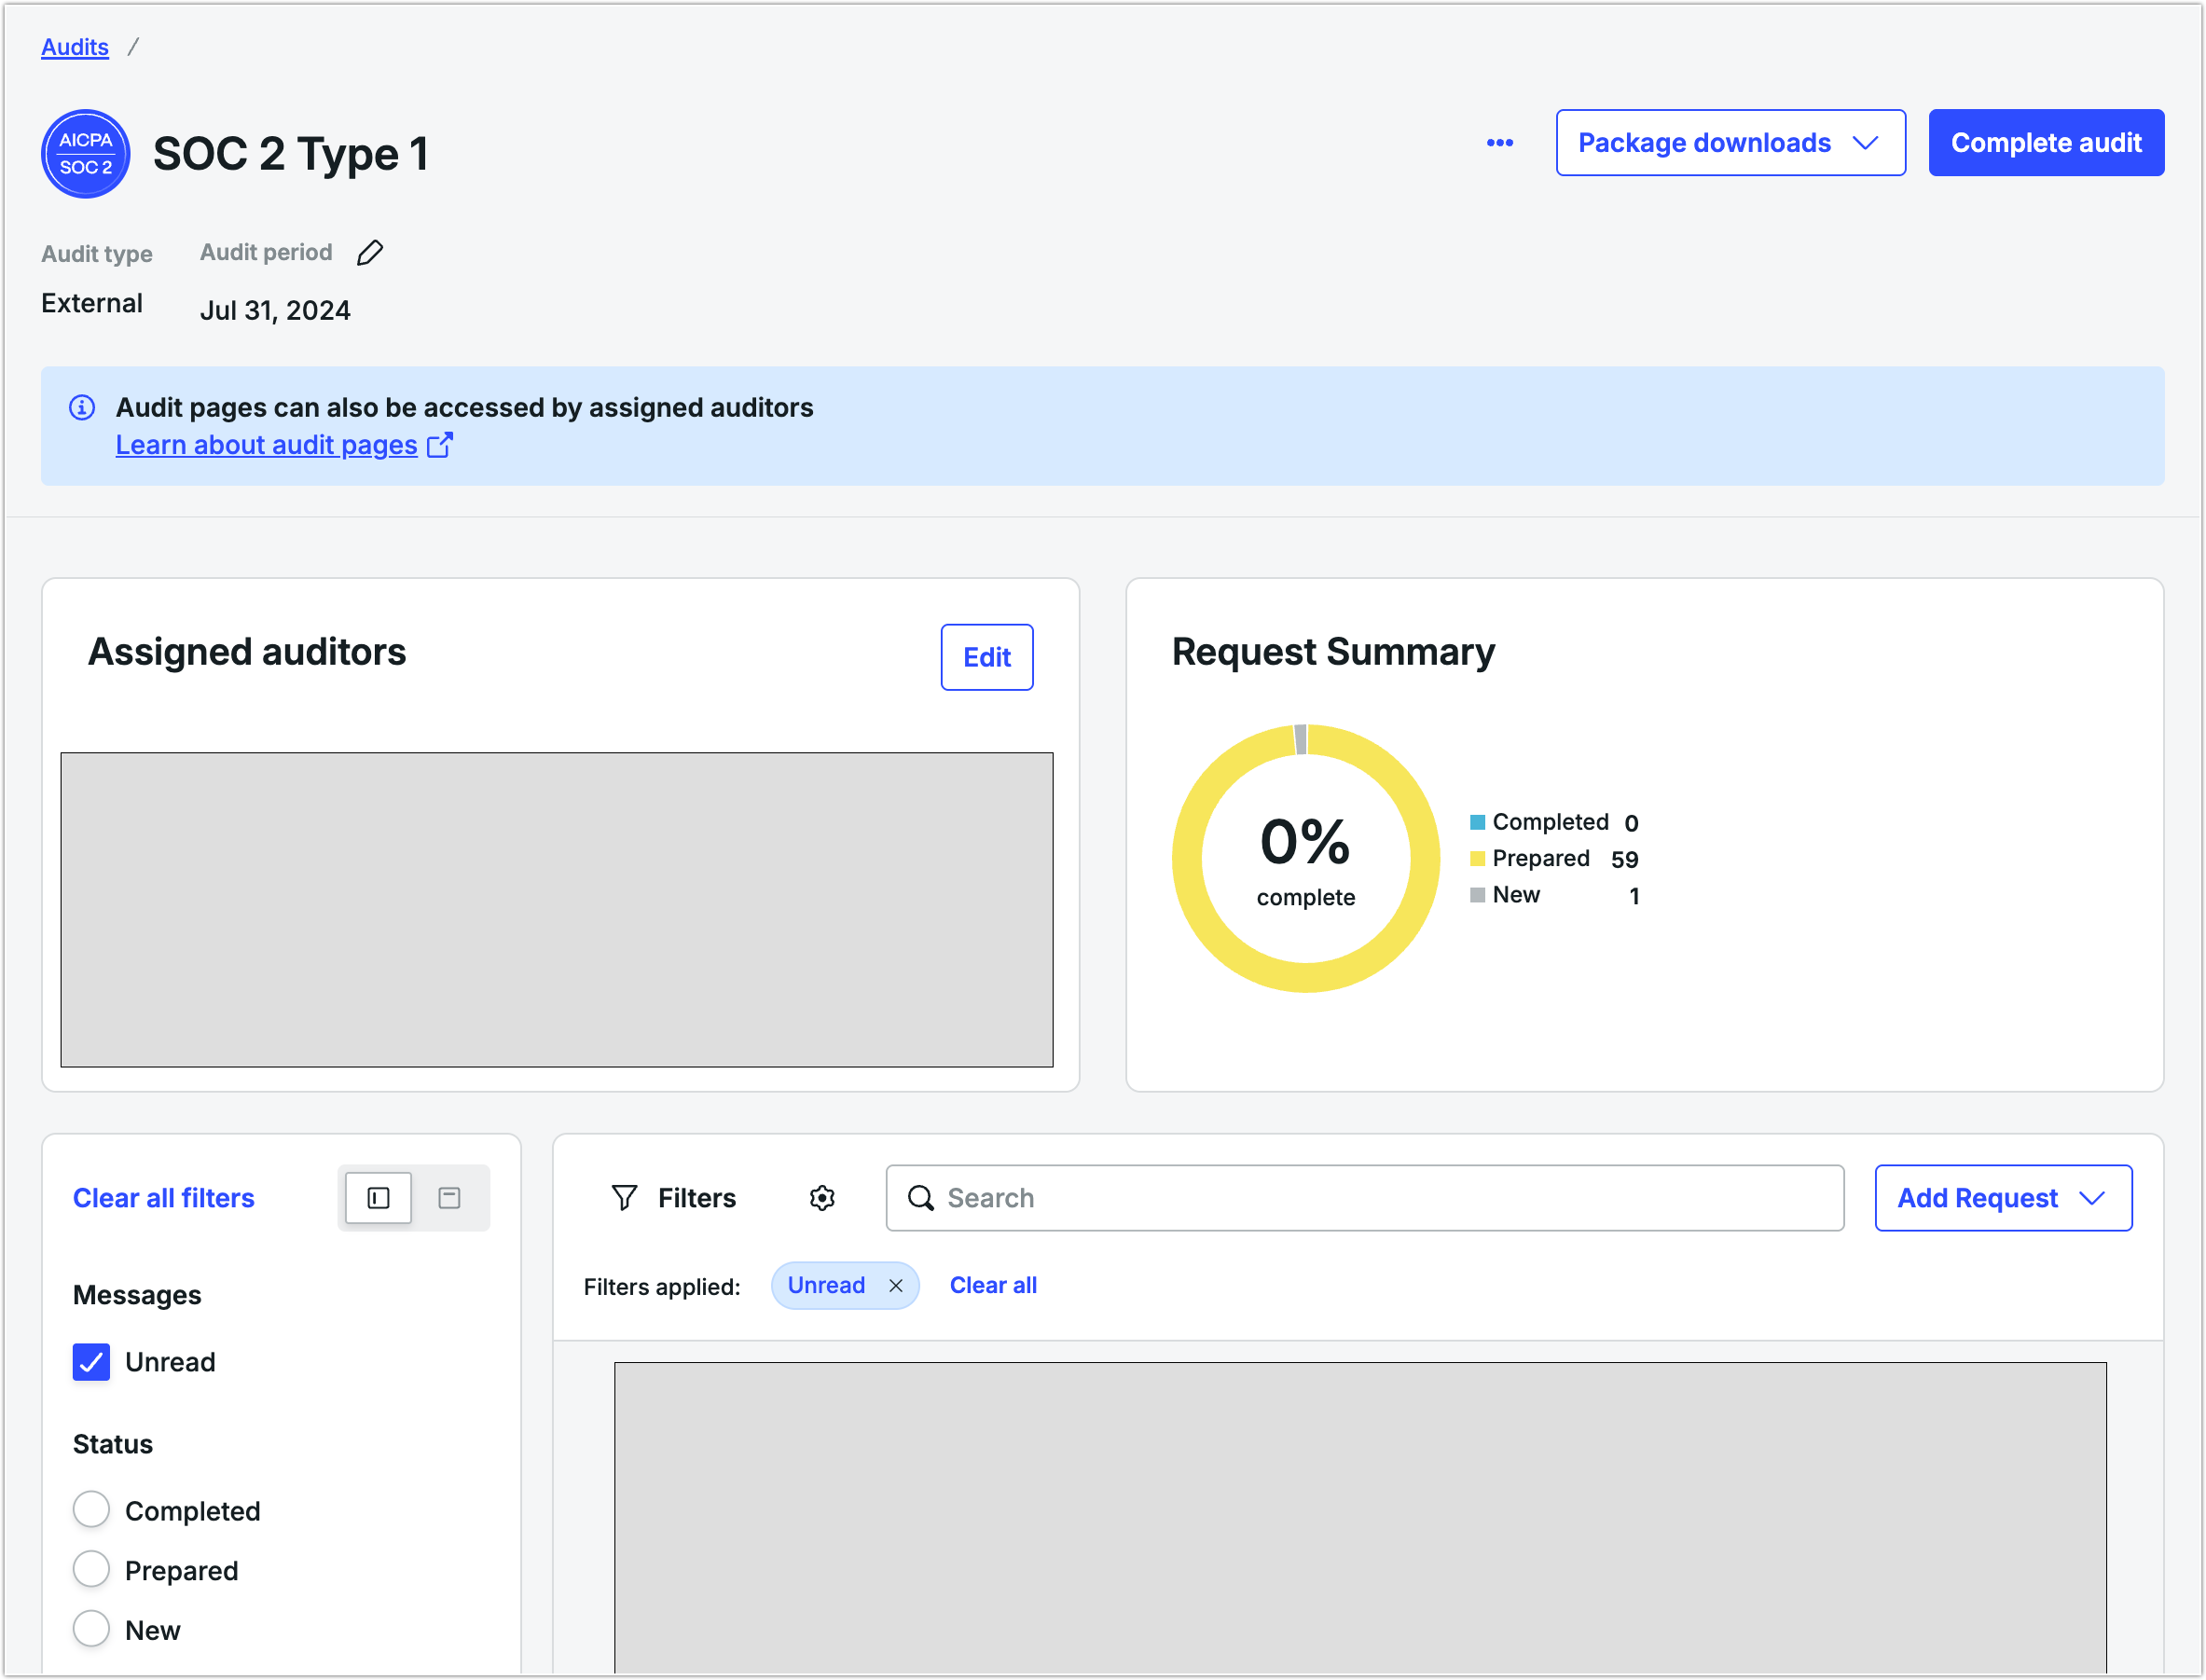 Audits /
AICPA
SOC 2
SOC 2 Type 1
Package downloads
Complete audit
Audit type
Audit period
External
Jul 31, 2024
Audit pages can also be accessed by assigned auditors
Learn about audit pages
Assigned auditors
Edit
Request Summary
0%
complete
Completed 0
Prepared 59
New 1
Clear all filters
Messages
Unread
Status
Completed
Prepared
New
Filters
Search
Add Request
Filters applied: Unread Clear all